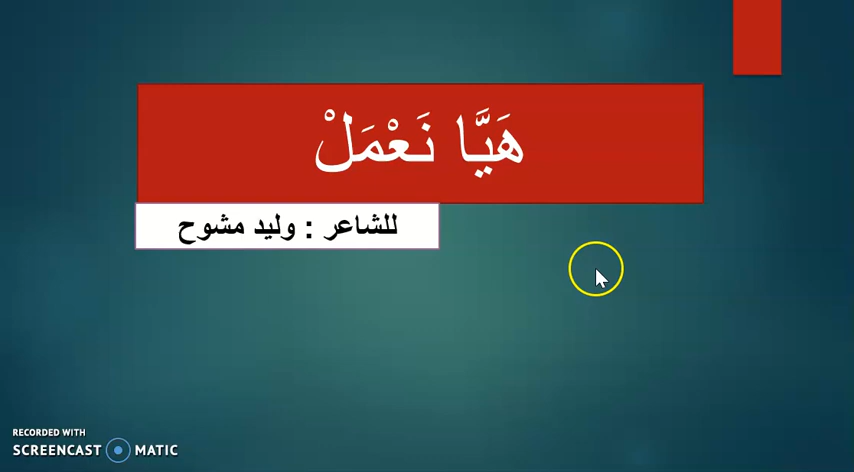 هَيَّا نَعْمَلْ
للشاعر : وليد مشوح
RECORDED WITH
SCREENCAST MATIC